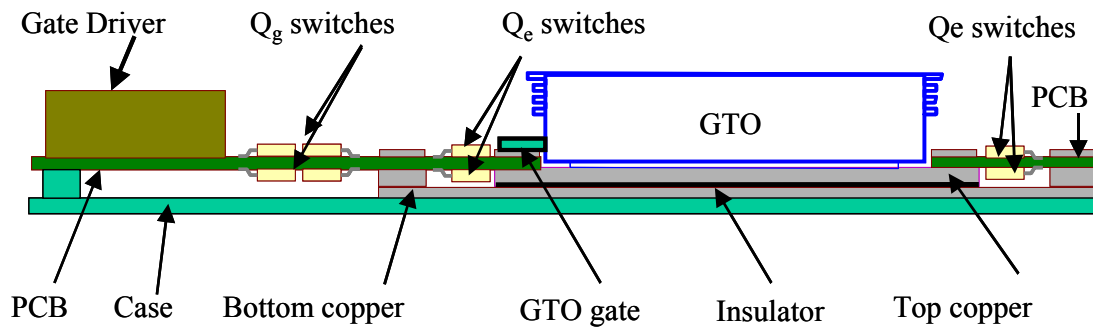 Gate Driver
Qg switches
Qe switches
Qe switches
PCB
GTO
PCB
Case
Bottom copper
GTO gate
Insulator
Top copper